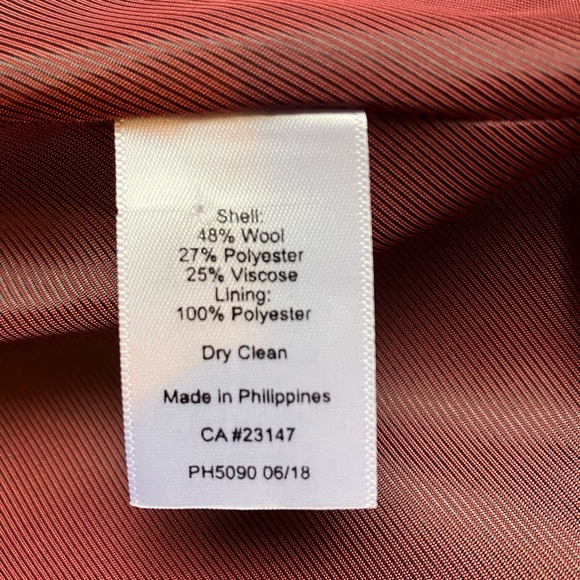 Shell:
48% Wool
27% Polyester
25% Viscose
Lining:
100% Polyester
Dry Clean
Made in Philippines
CA #23147
PH5090 06/18